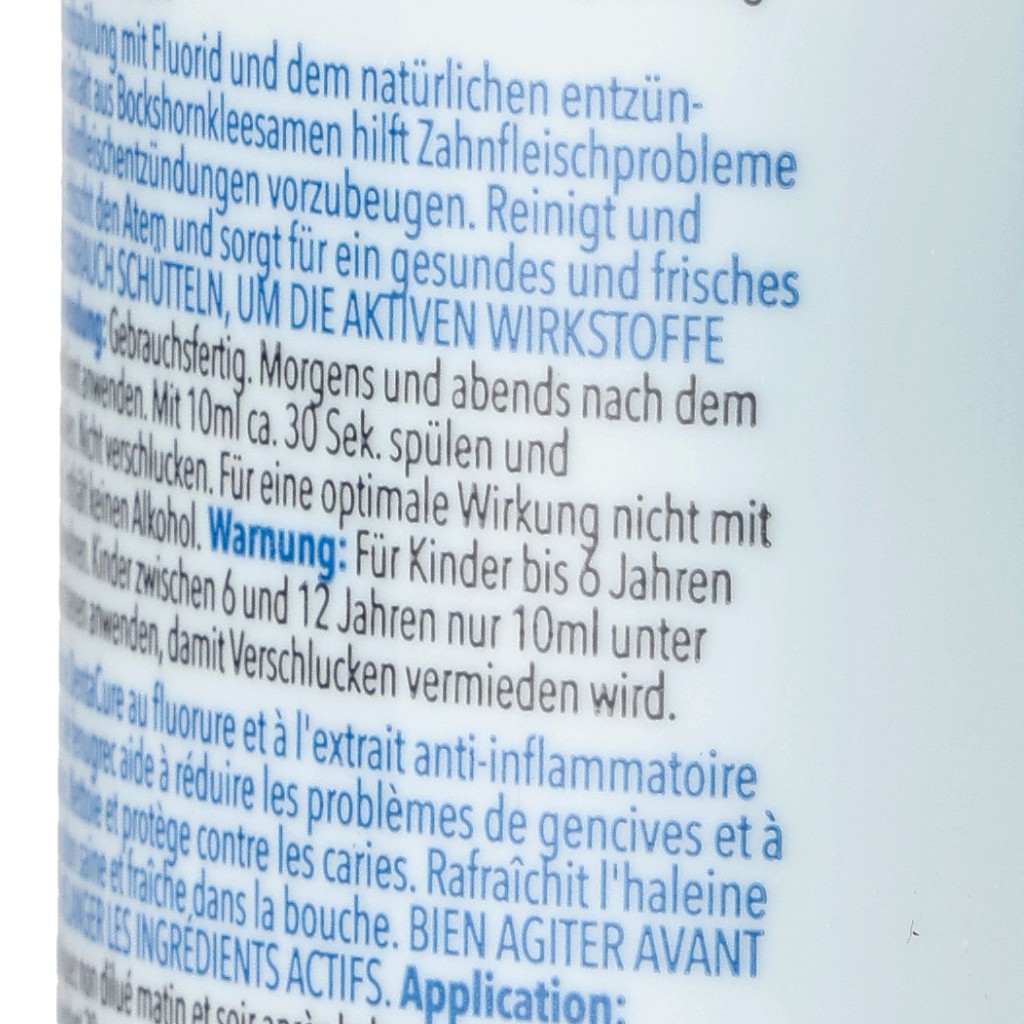 mit Fluorid und dem natürlichen entzün-
aus Bockshornkleesamen hilft Zahnfleischprobleme
vorzubeugen. Reinigt und
den Atem und sorgt für ein gesundes und frisches
SCHÜTTELN, UM DIE AKTIVEN WIRKSTOFFE
Gebrauchsfertig. Morgens und abends nach dem
anwenden. Mit 10ml ca. 30 Sek. spülen und
Nicht verschlucken. Für eine optimale Wirkung nicht mit
keinen Alkohol. Warnung: Für Kinder bis 6 Jahren
Kinder zwischen 6 und 12 Jahren nur 10ml unter
anwenden, damit Verschlucken vermieden wird.
DentaCure au fluorure et à l'extrait anti-inflammatoire
aide à réduire les problèmes de gencives et à
et protège contre les caries. Rafraîchit l'haleine
saine et fraîche dans la bouche. BIEN AGITER AVANT
LES INGRÉDIENTS ACTIFS. Application:
non dilué matin et soir